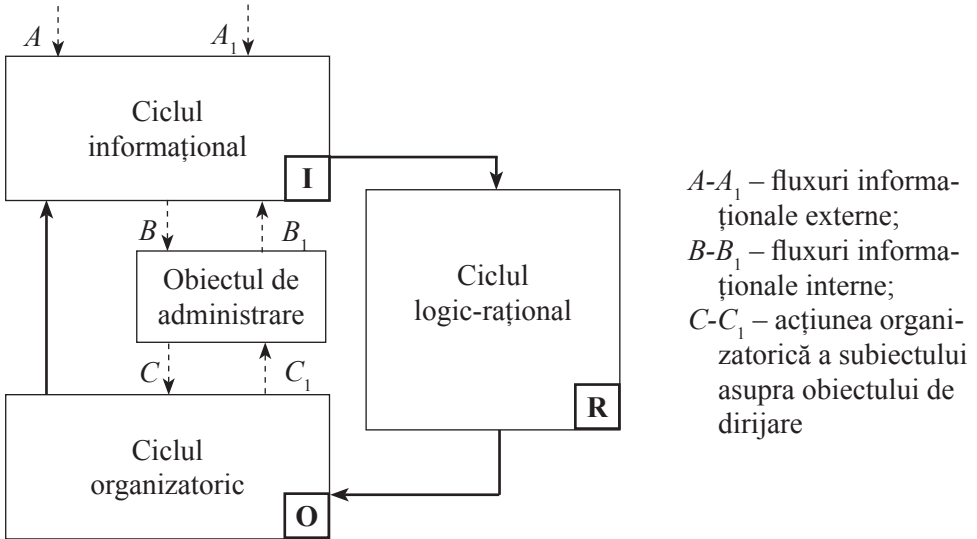 A
A₁
Ciclul
informațional
I
B
B₁
Obiectul de
administrare
C
C₁
Ciclul
organizatoric
O
Ciclul
logic-rațional
R
A-A₁ – fluxuri informa-
ționale externe;
B-B₁ – fluxuri informa-
ționale interne;
C-C₁ – acțiunea organi-
zatorică a subiectului
asupra obiectului de
dirijare